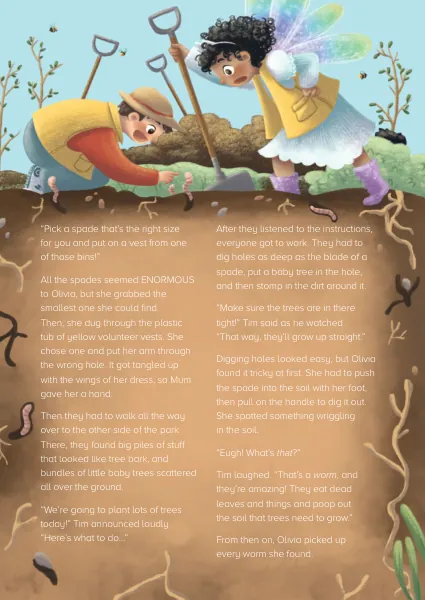 "Pick a spade that's the right size
for you and put on a vest from one
of those bins!"
All the spades seemed ENORMOUS
to Olivia, but she grabbed the
smallest one she could find.
Then, she dug through the plastic
tub of yellow volunteer vests. She
chose one and put her arm through
the wrong hole. It got tangled up
with the wings of her dress, so Mum
gave her a hand.
Then they had to walk all the way
over to the other side of the park.
There, they found big piles of stuff
that looked like tree bark, and
bundles of little baby trees scattered
all over the ground.
"We're going to plant lots of trees
today!" Tim announced loudly.
"Here's what to do..."
After they listened to the instructions,
everyone got to work. They had to
dig holes as deep as the blade of a
spade, put a baby tree in the hole,
and then stomp in the dirt around it.
"Make sure the trees are in there
tight!" Tim said as he watched.
"That way, they'll grow up straight."
Digging holes looked easy, but Olivia
found it tricky at first. She had to push
the spade into the soil with her foot,
then pull on the handle to dig it out.
She spotted something wriggling
in the soil.
"Eugh! What's that?"
Tim laughed. "That's a worm, and
they're amazing! They eat dead
leaves and things and poop out
the soil that trees need to grow."
From then on, Olivia picked up
every worm she found.